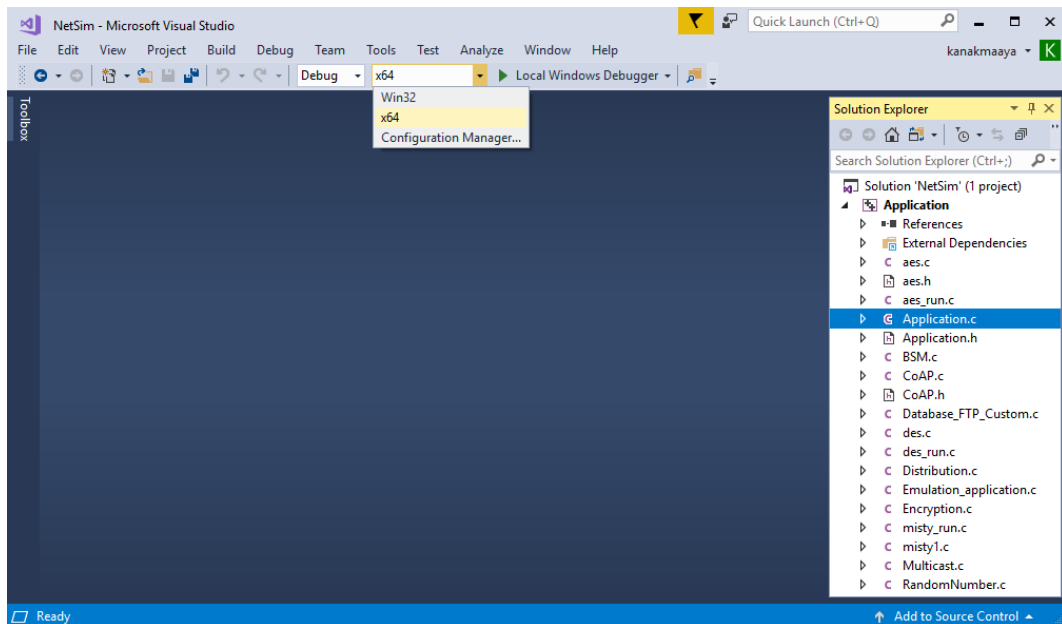 NetSim - Microsoft Visual Studio
Quick Launch (Ctrl+Q)
File Edit View Project Build Debug Team Tools Test Analyze Window Help
kanakmaaya K
Debug x64 Local Windows Debugger
Win32
x64
Configuration Manager...
Toolbox
Solution Explorer
Search Solution Explorer (Ctrl+;)
Solution 'NetSim' (1 project)
Application
References
External Dependencies
aes.c
aes.h
aes_run.c
Application.c
Application.h
BSM.c
CoAP.c
CoAP.h
Database_FTP_Custom.c
des.c
des_run.c
Distribution.c
Emulation_application.c
Encryption.c
misty_run.c
misty1.c
Multicast.c
RandomNumber.c
Ready
Add to Source Control